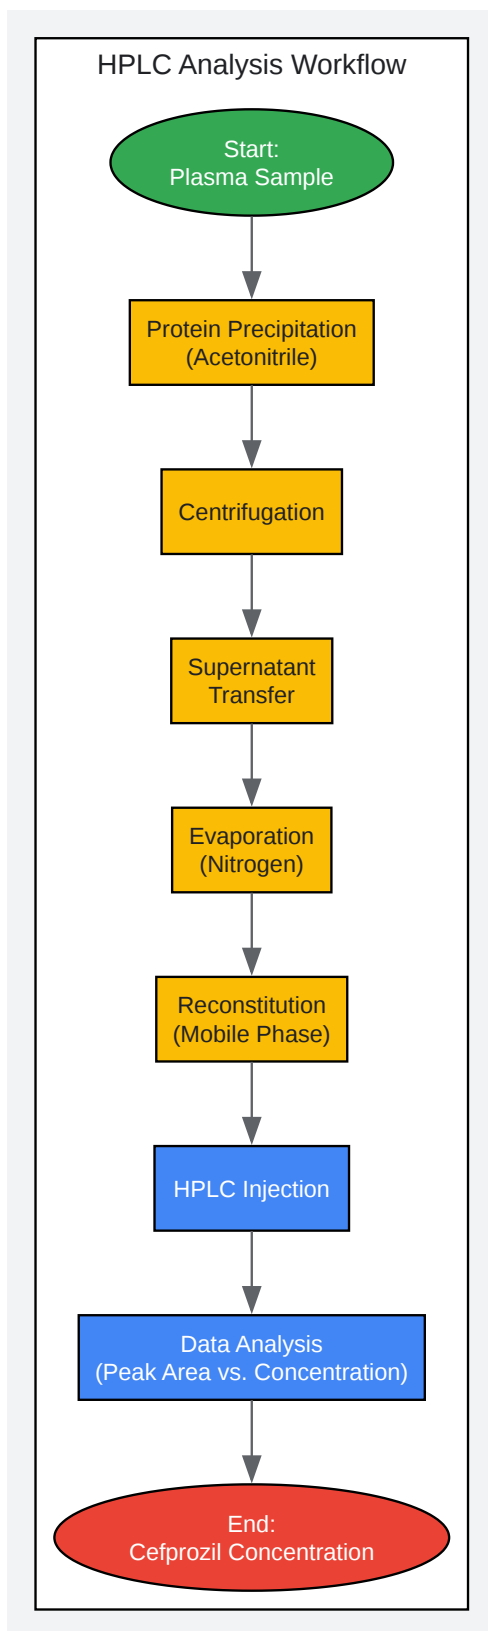 HPLC Analysis Workflow
Start:
Plasma Sample
Protein Precipitation
(Acetonitrile)
Centrifugation
Supernatant
Transfer
Evaporation
(Nitrogen)
Reconstitution
(Mobile Phase)
HPLC Injection
Data Analysis
(Peak Area vs. Concentration)
End:
Cefprozil Concentration